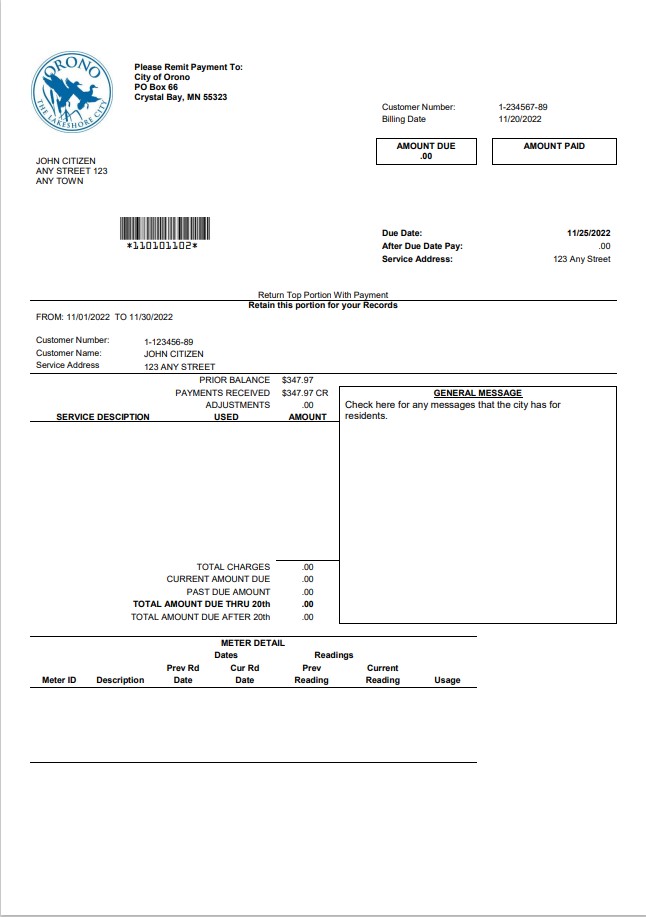 ORONO
THE LAKESHORE CITY
Please Remit Payment To:
City of Orono
PO Box 66
Crystal Bay, MN 55323
Customer Number: 1-234567-89
Billing Date 11/20/2022
AMOUNT DUE AMOUNT PAID
.00
JOHN CITIZEN
ANY STREET 123
ANY TOWN
*110101102*
Due Date: 11/25/2022
After Due Date Pay: .00
Service Address: 123 Any Street
Return Top Portion With Payment
Retain this portion for your Records
FROM: 11/01/2022 TO 11/30/2022
Customer Number: 1-123456-89
Customer Name: JOHN CITIZEN
Service Address 123 ANY STREET
PRIOR BALANCE $347.97
PAYMENTS RECEIVED $347.97 CR
ADJUSTMENTS .00
SERVICE DESCIPTION USED AMOUNT
GENERAL MESSAGE
Check here for any messages that the city has for
residents.
TOTAL CHARGES .00
CURRENT AMOUNT DUE .00
PAST DUE AMOUNT .00
TOTAL AMOUNT DUE THRU 20th .00
TOTAL AMOUNT DUE AFTER 20th .00
METER DETAIL
Dates Readings
Prev Rd Cur Rd Prev Current
Meter ID Description Date Date Reading Reading Usage